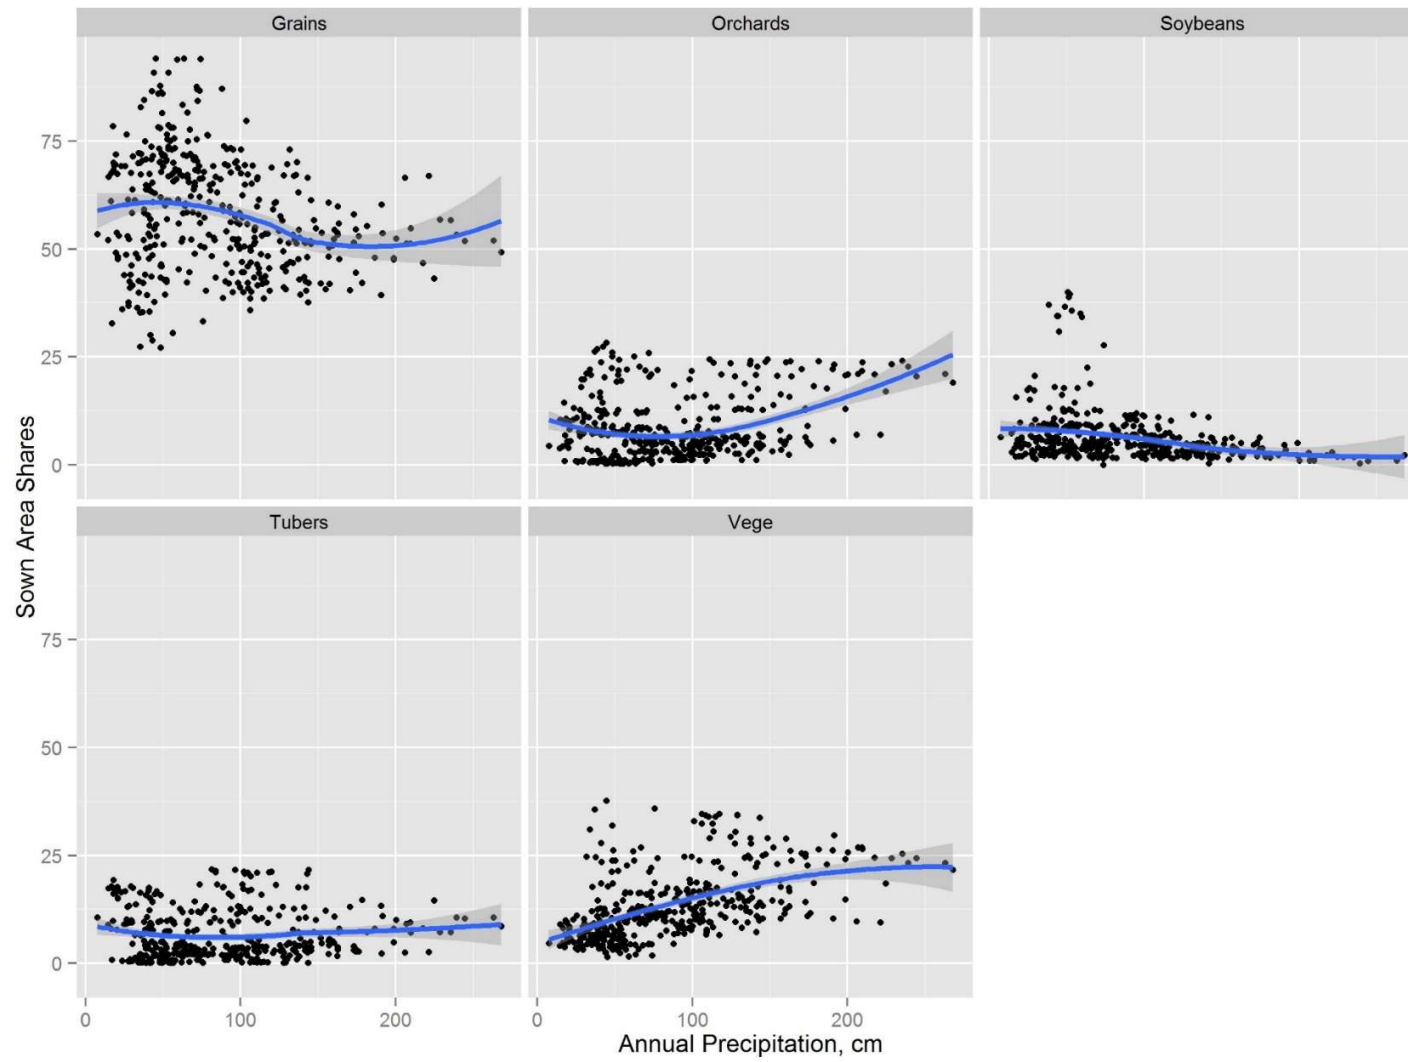 Grains
Orchards
Soybeans
75
50
25
0
Sown Area Shares
Tubers
Vege
75
50
25
0
0 100 200
0 100 200
Annual Precipitation, cm